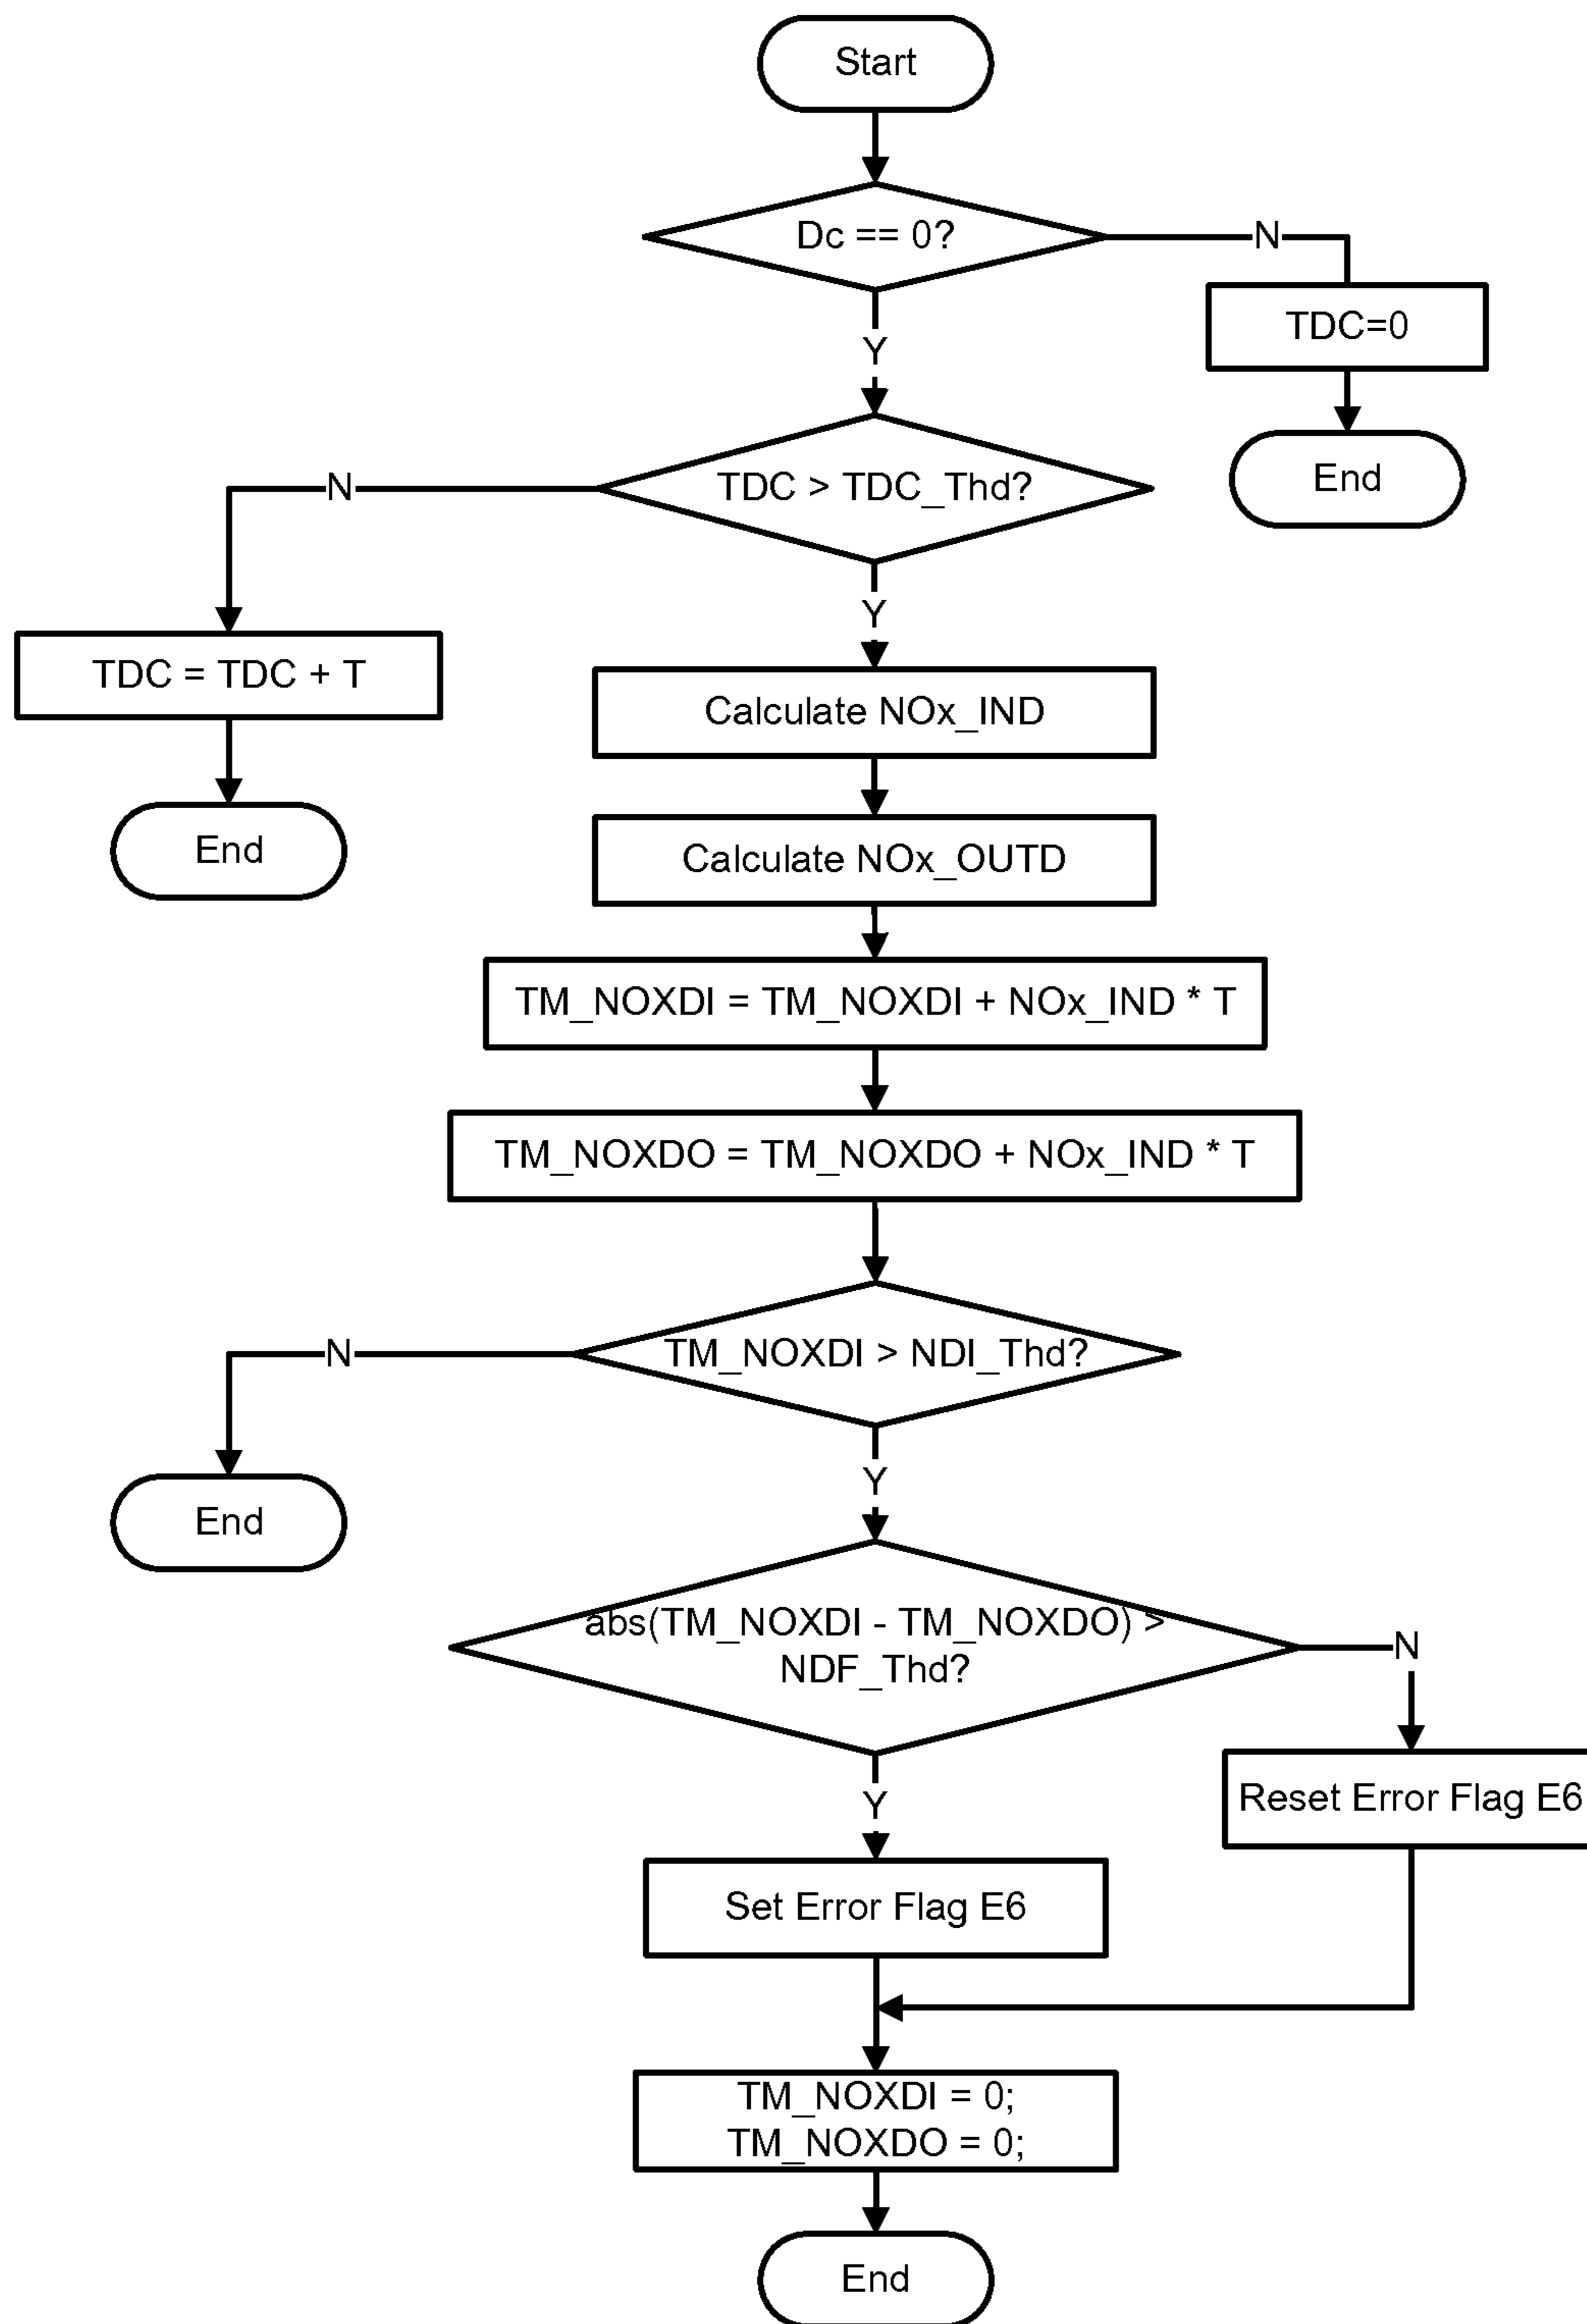 Start
Dc == 0?
N
TDC=0
Y
End
TDC > TDC_Thd?
N
Y
TDC = TDC + T
Calculate NOx_IND
End
Calculate NOx_OUTD
TM_NOXDI = TM_NOXDI + NOx_IND * T
TM_NOXDO = TM_NOXDO + NOx_IND * T
TM_NOXDI > NDI_Thd?
N
Y
End
abs(TM_NOXDI - TM_NOXDO) >
NDF_Thd?
N
Y
Reset Error Flag E6
Set Error Flag E6
TM_NOXDI = 0;
TM_NOXDO = 0;
End